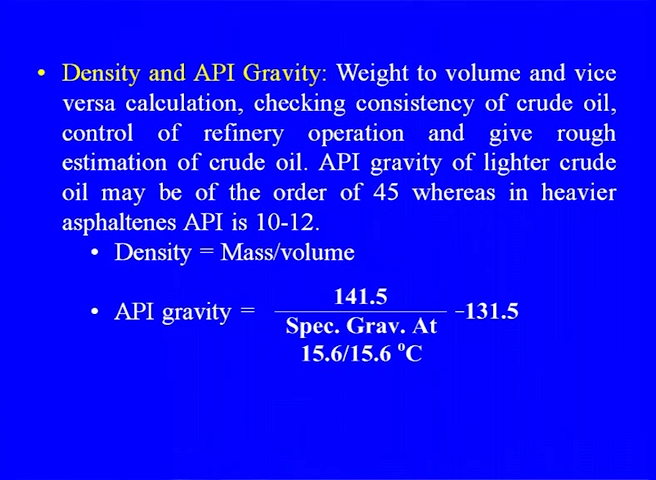 • Density and API Gravity: Weight to volume and vice
versa calculation, checking consistency of crude oil,
control of refinery operation and give rough
estimation of crude oil. API gravity of lighter crude
oil may be of the order of 45 whereas in heavier
asphaltenes API is 10-12.
• Density = Mass/volume
• API gravity = 141.5 / Spec. Grav. At 15.6/15.6 °C −131.5